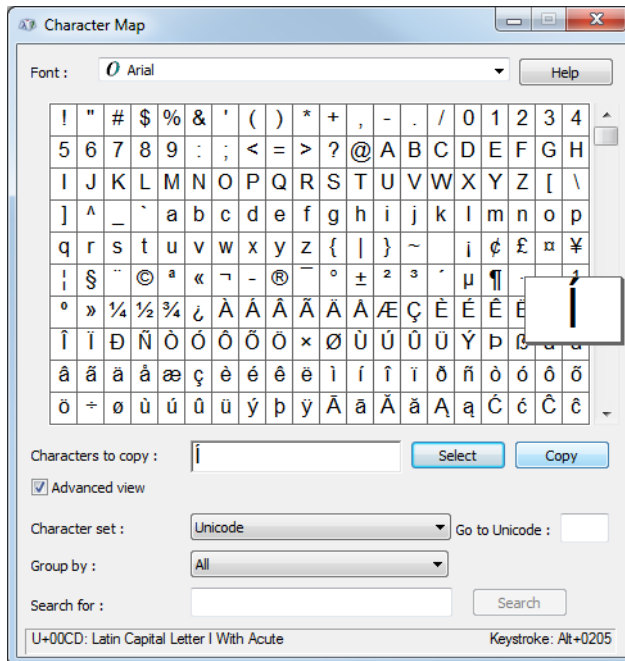 Character Map
Font : O Arial Help
! " # $ % & ' ( ) * + , - . / 0 1 2 3 4
5 6 7 8 9 : ; < = > ? @ A B C D E F G H
I J K L M N O P Q R S T U V W X Y Z [ \
] ^ _ ` a b c d e f g h i j k l m n o p
q r s t u v w x y z { | } ~ ¡ ¢ £ ¤ ¥
¦ § ¨ © ª « ¬ - ® ¯ ° ± ² ³ ´ µ ¶
º » ¼ ½ ¾ ¿ À Á Â Ã Ä Å Æ Ç È É Ê Ë Í
Î Ï Ð Ñ Ò Ó Ô Õ Ö × Ø Ù Ú Û Ü Ý Þ ß à á
â ã ä å æ ç è é ê ë ì í î ï ð ñ ò ó ô õ
ö ÷ ø ù ú û ü ý þ ÿ Ā ā Ă ă Ą ą Ć ć Ĉ ĉ
Characters to copy : Í Select Copy
Advanced view
Character set : Unicode Go to Unicode :
Group by : All
Search for : Search
U+00CD: Latin Capital Letter I With Acute Keystroke: Alt+0205